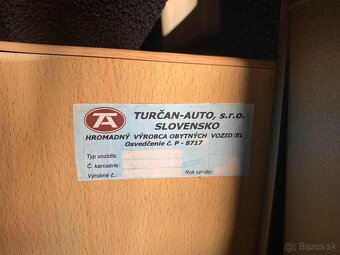 TA
TURČAN-AUTO, s.r.o.
SLOVENSKO
HROMADNÝ VÝROBCA OBYTNÝCH VOZIDIEL
Osvedčenie č. P - 8717
Typ vozidla:
Č. karosérie:
Výrobné č.: Rok výroby:
Bazos.sk